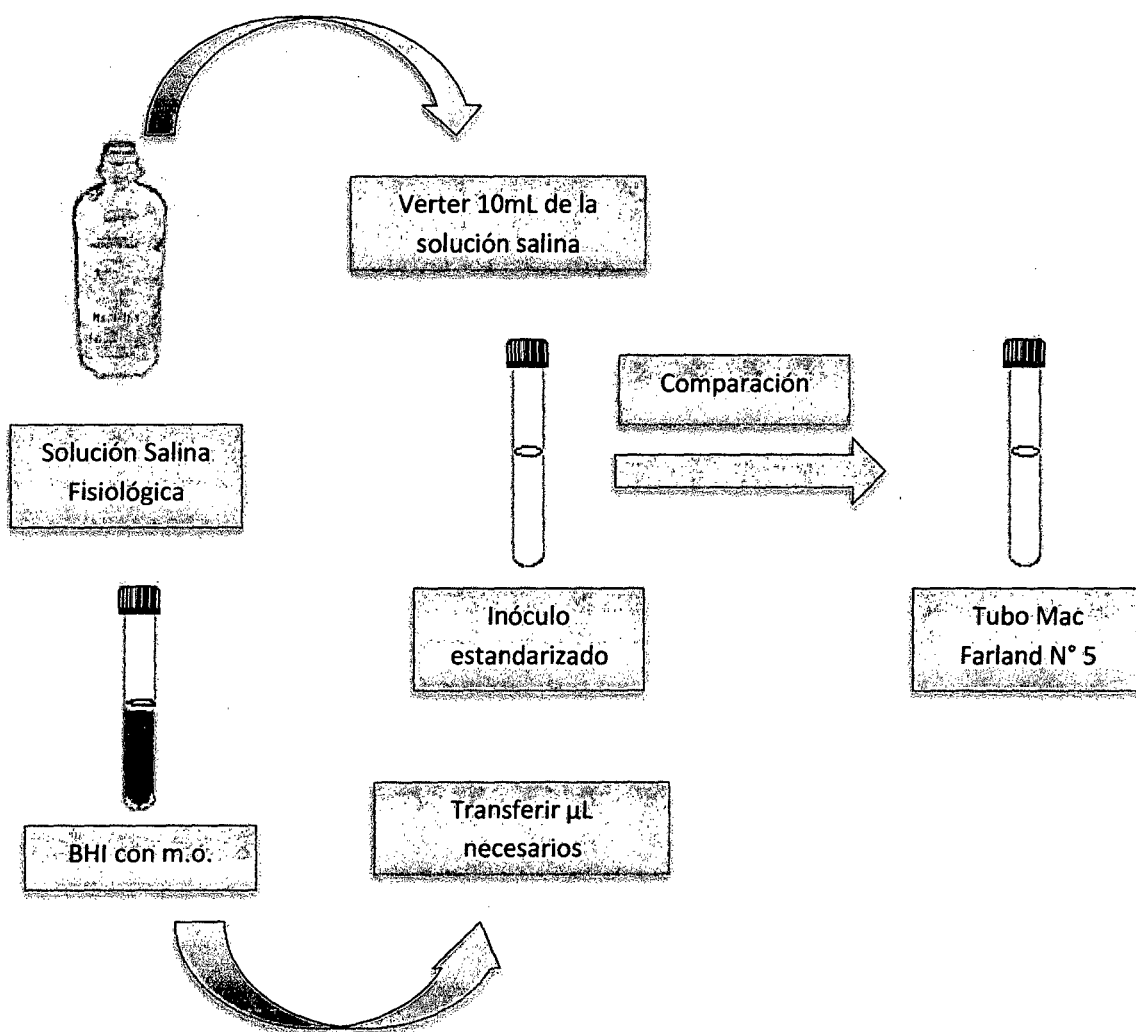 Verter 10mL de la
solución salina
Comparación
Solución Salina
Fisiológica
Inóculo
estandarizado
Tubo Mac
Farland N° 5
BHI con m.o.
Transferir µL
necesarios